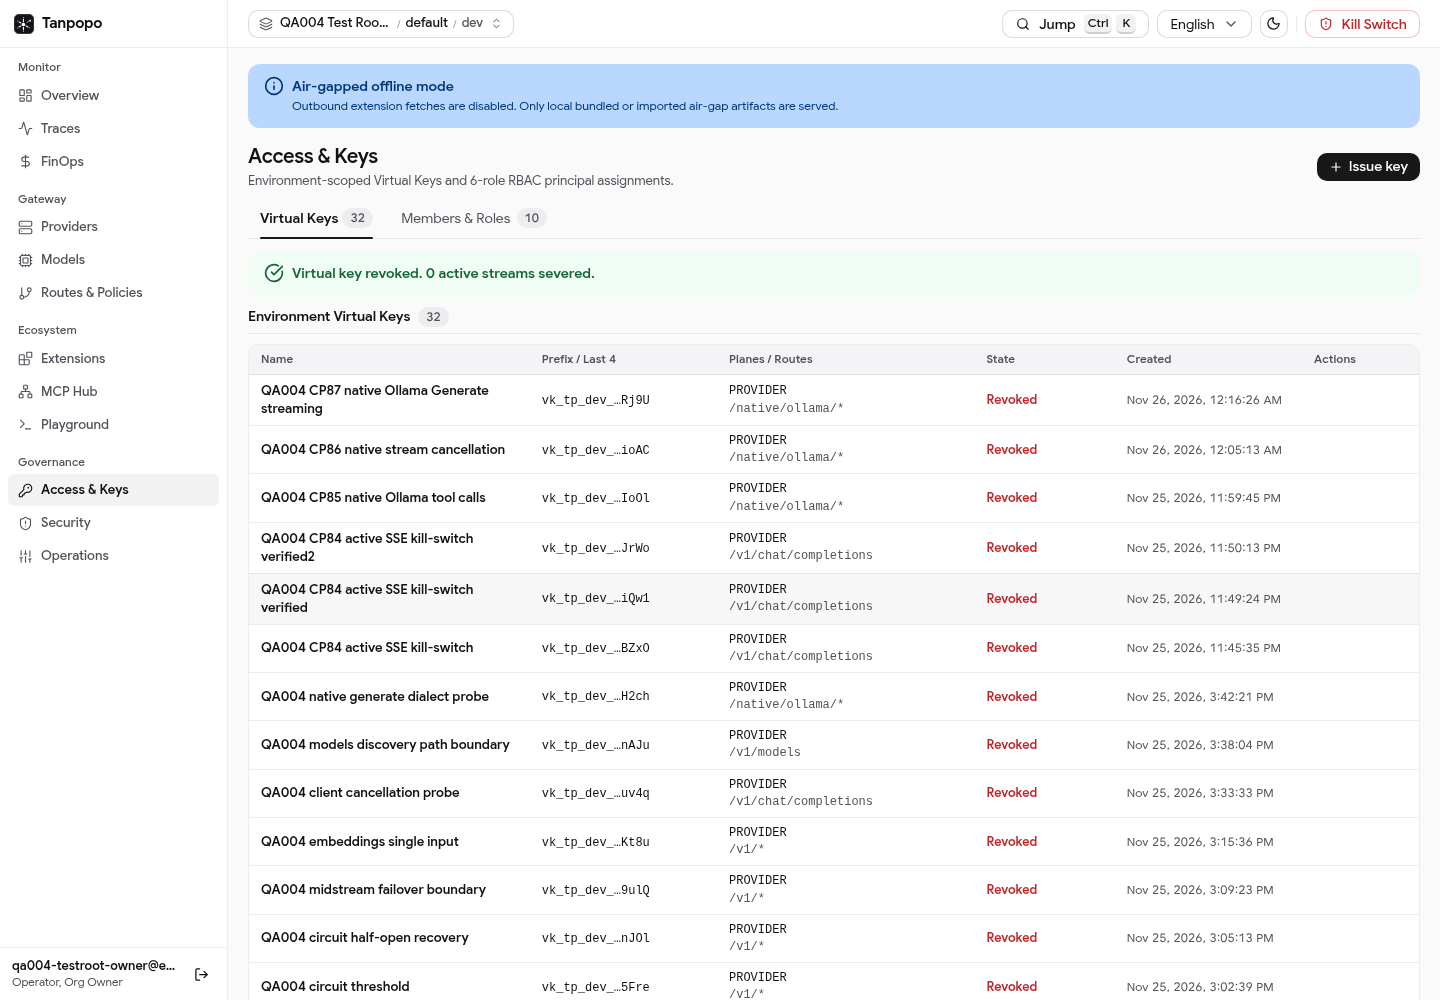 Tanpopo
QA004 Test Roo... / default / dev
Jump Ctrl K
English
Kill Switch
Monitor
Overview
Traces
FinOps
Gateway
Providers
Models
Routes & Policies
Ecosystem
Extensions
MCP Hub
Playground
Governance
Access & Keys
Security
Operations
qa004-testroot-owner@e...
Operator, Org Owner
Air-gapped offline mode
Outbound extension fetches are disabled. Only local bundled or imported air-gap artifacts are served.
Access & Keys
Environment-scoped Virtual Keys and 6-role RBAC principal assignments.
Issue key
Virtual Keys 32
Members & Roles 10
Virtual key revoked. 0 active streams severed.
Environment Virtual Keys 32
Name Prefix / Last 4 Planes / Routes State Created Actions
QA004 CP87 native Ollama Generate
streaming
vk_tp_dev_…Rj9U
PROVIDER
/native/ollama/*
Revoked
Nov 26, 2026, 12:16:26 AM
QA004 CP86 native stream cancellation
vk_tp_dev_…ioAC
PROVIDER
/native/ollama/*
Revoked
Nov 26, 2026, 12:05:13 AM
QA004 CP85 native Ollama tool calls
vk_tp_dev_…IoOl
PROVIDER
/native/ollama/*
Revoked
Nov 25, 2026, 11:59:45 PM
QA004 CP84 active SSE kill-switch
verified2
vk_tp_dev_…JrWo
PROVIDER
/v1/chat/completions
Revoked
Nov 25, 2026, 11:50:13 PM
QA004 CP84 active SSE kill-switch
verified
vk_tp_dev_…iQw1
PROVIDER
/v1/chat/completions
Revoked
Nov 25, 2026, 11:49:24 PM
QA004 CP84 active SSE kill-switch
vk_tp_dev_…BZxO
PROVIDER
/v1/chat/completions
Revoked
Nov 25, 2026, 11:45:35 PM
QA004 native generate dialect probe
vk_tp_dev_…H2ch
PROVIDER
/native/ollama/*
Revoked
Nov 25, 2026, 3:42:21 PM
QA004 models discovery path boundary
vk_tp_dev_…nAJu
PROVIDER
/v1/models
Revoked
Nov 25, 2026, 3:38:04 PM
QA004 client cancellation probe
vk_tp_dev_…uv4q
PROVIDER
/v1/chat/completions
Revoked
Nov 25, 2026, 3:33:33 PM
QA004 embeddings single input
vk_tp_dev_…Kt8u
PROVIDER
/v1/*
Revoked
Nov 25, 2026, 3:15:36 PM
QA004 midstream failover boundary
vk_tp_dev_…9ulQ
PROVIDER
/v1/*
Revoked
Nov 25, 2026, 3:09:23 PM
QA004 circuit half-open recovery
vk_tp_dev_…nJOl
PROVIDER
/v1/*
Revoked
Nov 25, 2026, 3:05:13 PM
QA004 circuit threshold
vk_tp_dev_…5Fre
PROVIDER
/v1/*
Revoked
Nov 25, 2026, 3:02:39 PM